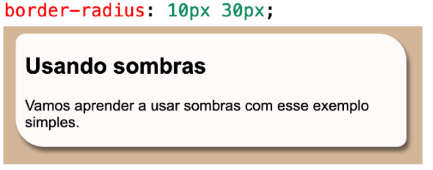 border-radius: 10px 30px;
Usando sombras
Vamos aprender a usar sombras com esse exemplo
simples.